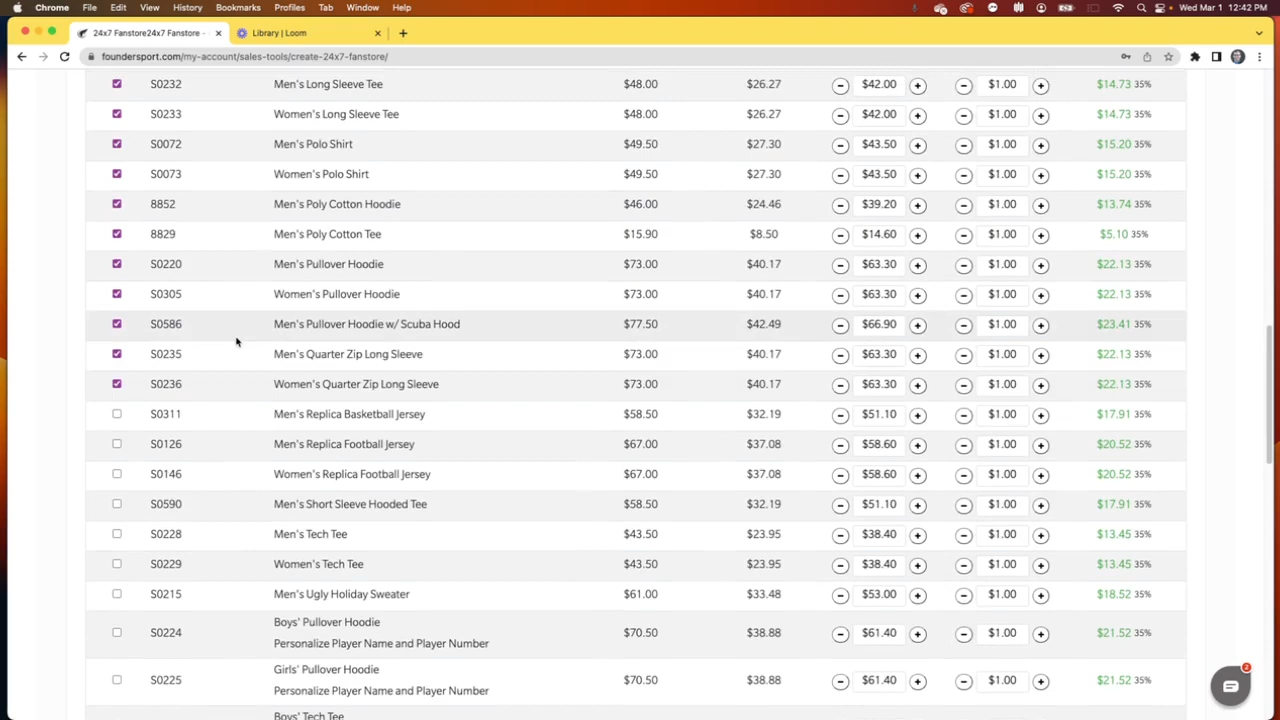 Chrome File Edit View History Bookmarks Profiles Tab Window Help Wed Mar 1 12:42 PM
24x7 Fanstore24x7 Fanstore - Library | Loom
foundersport.com/my-account/sales-tools/create-24x7-fanstore/
S0232 Men's Long Sleeve Tee $48.00 $26.27 $42.00 $1.00 $14.73 35%
S0233 Women's Long Sleeve Tee $48.00 $26.27 $42.00 $1.00 $14.73 35%
S0072 Men's Polo Shirt $49.50 $27.30 $43.50 $1.00 $15.20 35%
S0073 Women's Polo Shirt $49.50 $27.30 $43.50 $1.00 $15.20 35%
8852 Men's Poly Cotton Hoodie $46.00 $24.46 $39.20 $1.00 $13.74 35%
8829 Men's Poly Cotton Tee $15.90 $8.50 $14.60 $1.00 $5.10 35%
S0220 Men's Pullover Hoodie $73.00 $40.17 $63.30 $1.00 $22.13 35%
S0305 Women's Pullover Hoodie $73.00 $40.17 $63.30 $1.00 $22.13 35%
S0586 Men's Pullover Hoodie w/ Scuba Hood $77.50 $42.49 $66.90 $1.00 $23.41 35%
S0235 Men's Quarter Zip Long Sleeve $73.00 $40.17 $63.30 $1.00 $22.13 35%
S0236 Women's Quarter Zip Long Sleeve $73.00 $40.17 $63.30 $1.00 $22.13 35%
S0311 Men's Replica Basketball Jersey $58.50 $32.19 $51.10 $1.00 $17.91 35%
S0126 Men's Replica Football Jersey $67.00 $37.08 $58.60 $1.00 $20.52 35%
S0146 Women's Replica Football Jersey $67.00 $37.08 $58.60 $1.00 $20.52 35%
S0590 Men's Short Sleeve Hooded Tee $58.50 $32.19 $51.10 $1.00 $17.91 35%
S0228 Men's Tech Tee $43.50 $23.95 $38.40 $1.00 $13.45 35%
S0229 Women's Tech Tee $43.50 $23.95 $38.40 $1.00 $13.45 35%
S0215 Men's Ugly Holiday Sweater $61.00 $33.48 $53.00 $1.00 $18.52 35%
Boys' Pullover Hoodie
S0224 $70.50 $38.88 $61.40 $1.00 $21.52 35%
Personalize Player Name and Player Number
Girls' Pullover Hoodie
S0225 $70.50 $38.88 $61.40 $1.00 $21.52 35%
Personalize Player Name and Player Number
2
Boys' Tech Tee